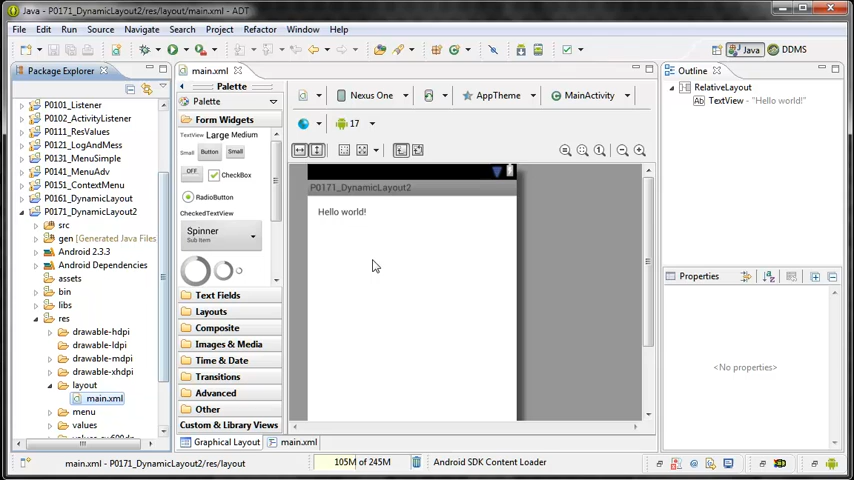 Java - P0171_DynamicLayout2/res/layout/main.xml - ADT
File Edit Run Source Navigate Search Project Refactor Window Help
Java DDMS
Package Explorer
P0101_Listener
P0102_ActivityListener
P0111_ResValues
P0121_LogAndMess
P0131_MenuSimple
P0141_MenuAdv
P0151_ContextMenu
P0161_DynamicLayout
P0171_DynamicLayout2
src
gen [Generated Java Files
Android 2.3.3
Android Dependencies
assets
bin
libs
res
drawable-hdpi
drawable-ldpi
drawable-mdpi
drawable-xhdpi
layout
main.xml
menu
values
main.xml
Palette
Palette
Form Widgets
TextView Large Medium
Small Button Small
OFF CheckBox
RadioButton
CheckedTextView
Spinner
Sub Item
Text Fields
Layouts
Composite
Images & Media
Time & Date
Transitions
Advanced
Other
Custom & Library Views
Graphical Layout main.xml
Nexus One AppTheme MainActivity
17
P0171_DynamicLayout2
Hello world!
Outline
RelativeLayout
Ab TextView - "Hello world!"
Properties
<No properties>
main.xml - P0171_DynamicLayout2/res/layout
105M of 245M
Android SDK Content Loader